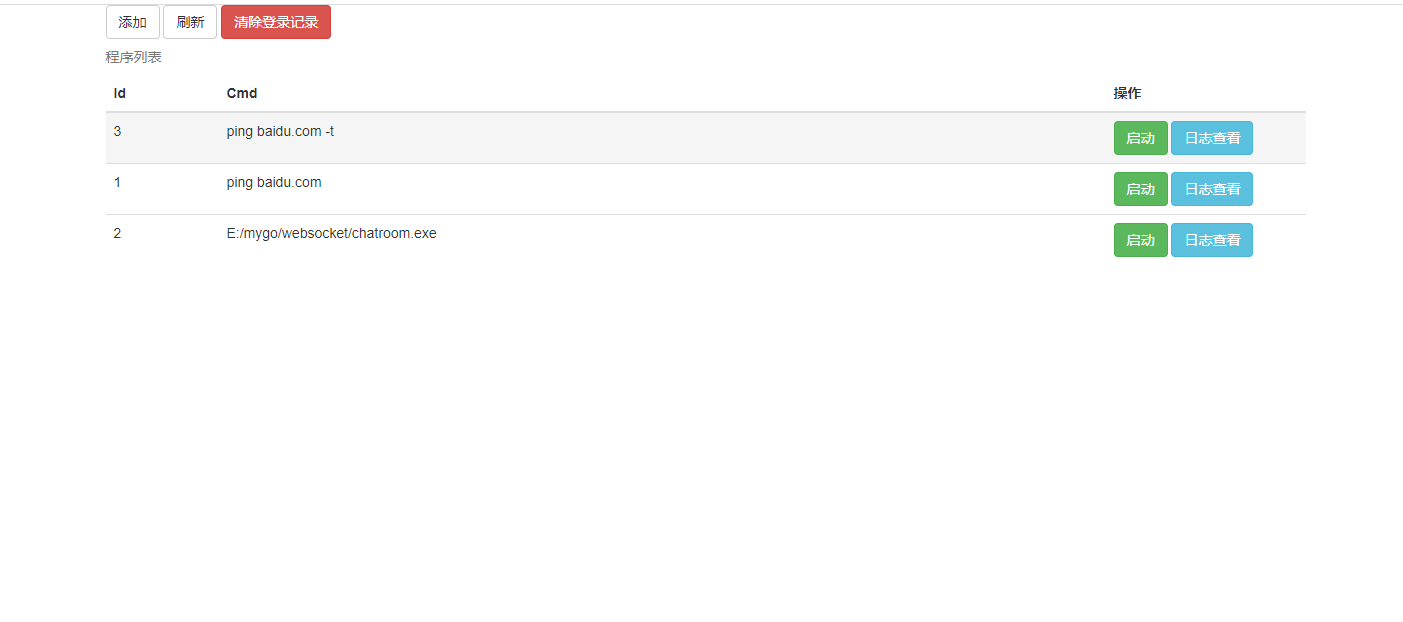 添加 刷新 清除登录记录
程序列表
Id Cmd 操作
3 ping baidu.com -t 启动 日志查看
1 ping baidu.com 启动 日志查看
2 E:/mygo/websocket/chatroom.exe 启动 日志查看